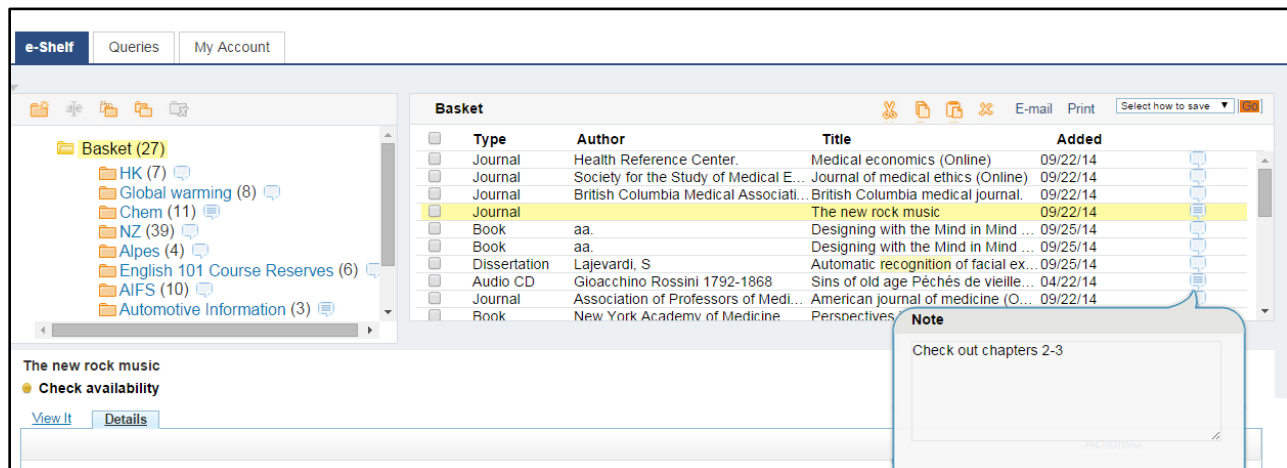 e-Shelf Queries My Account
Basket (27)
HK (7)
Global warming (8)
Chem (11)
NZ (39)
Alpes (4)
English 101 Course Reserves (6)
AIFS (10)
Automotive Information (3)
Basket E-mail Print Select how to save Go
Type Author Title Added
Journal Health Reference Center. Medical economics (Online) 09/22/14
Journal Society for the Study of Medical E... Journal of medical ethics (Online) 09/22/14
Journal British Columbia Medical Associati... British Columbia medical journal. 09/22/14
Journal The new rock music 09/22/14
Book aa. Designing with the Mind in Mind ... 09/25/14
Book aa. Designing with the Mind in Mind ... 09/25/14
Dissertation Lajevardi, S Automatic recognition of facial ex... 09/25/14
Audio CD Gioacchino Rossini 1792-1868 Sins of old age Péchés de vieille... 04/22/14
Journal Association of Professors of Medi... American journal of medicine (O... 09/22/14
Book New York Academy of Medicine Perspectives
Note
Check out chapters 2-3
The new rock music
Check availability
View It Details
Actions